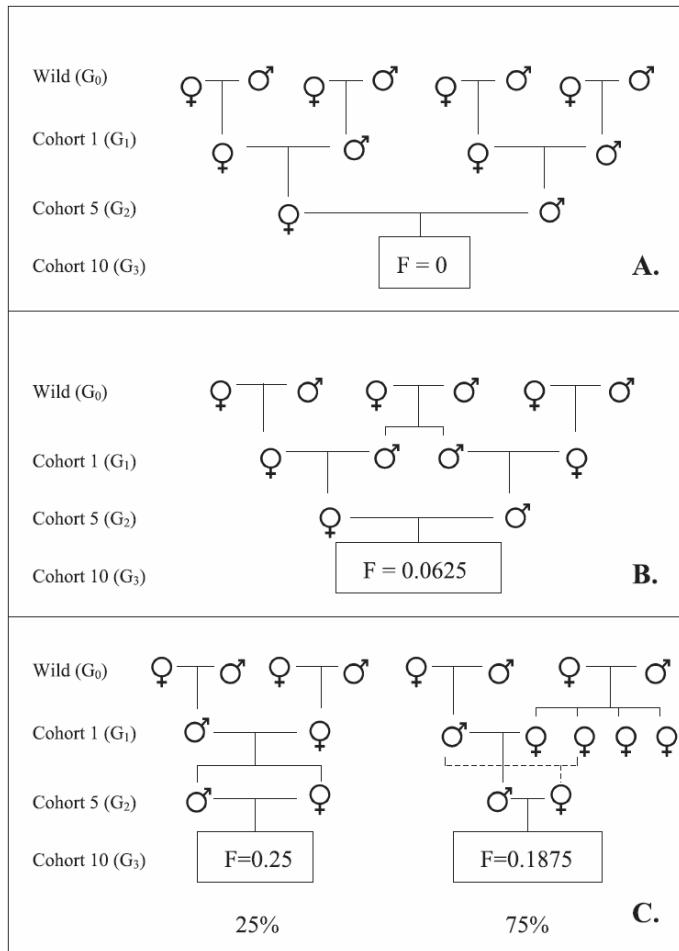 Wild (G₀)
Cohort 1 (G₁)
Cohort 5 (G₂)
Cohort 10 (G₃)
F = 0
A.
Wild (G₀)
Cohort 1 (G₁)
Cohort 5 (G₂)
Cohort 10 (G₃)
F = 0.0625
B.
Wild (G₀)
Cohort 1 (G₁)
Cohort 5 (G₂)
Cohort 10 (G₃)
F=0.25
F=0.1875
25%
75%
C.